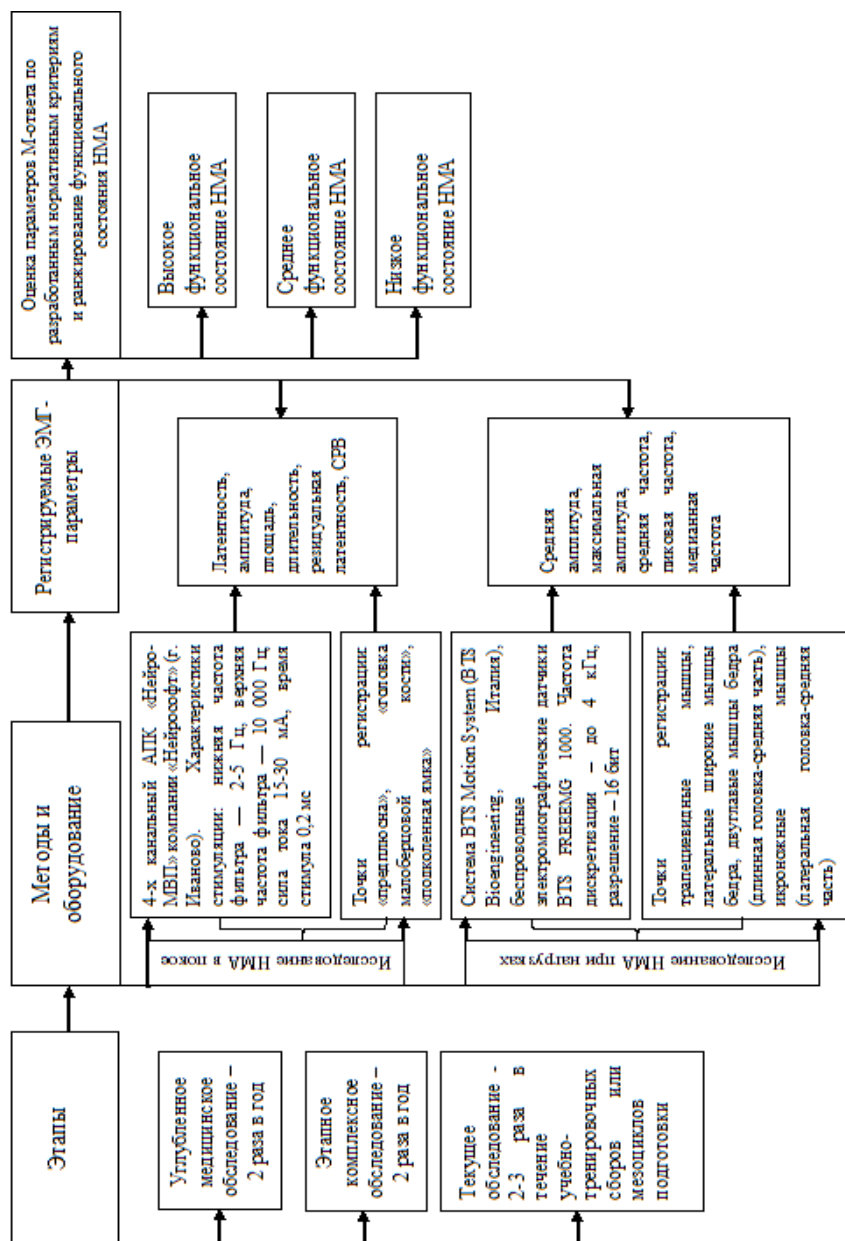 Этапы
Углубленное
медицинское
обследование –
2 раза в год
Этапное
комплексное
обследование –
2 раза в год
Текущее
обследование -
2-3 раза в
течение
учебно-
тренировочных
сборов или
мезоциклов
подготовки
Методы и
оборудование
Исследование НМА в покое
4-х канальный АПК «Нейро-
МВП» компании «Нейрософт» (г.
Иваново). Характеристики
стимуляции: нижняя частота
фильтра — 2-5 Гц, верхняя
частота фильтра — 10 000 Гц,
сила тока 15-30 мА, время
стимула 0,2 мс
Точки регистрации:
«предплюсна», «головка
малоберцовой кости»,
«подколенная ямка»
Исследование НМА при нагрузках
Система BTS Motion System (BTS
Bioengineering, Италия),
беспроводные
электромиографические датчики
BTS FREEEMG 1000. Частота
дискретизации – до 4 кГц,
разрешение – 16 бит
Точки регистрации:
трапециевидные мышцы,
латеральные широкие мышцы
бедра, двуглавые мышцы бедра
(длинная головка-средняя часть),
икроножные мышцы
(латеральная головка-средняя
часть)
Регистрируемые ЭМГ-
параметры
Латентность,
амплитуда,
площадь,
длительность,
резидуальная
латентность, СРВ
Средняя
амплитуда,
максимальная
амплитуда,
средняя частота,
пиковая частота,
медианная
частота
Оценка параметров М-ответа по
разработанным нормативным критериям
и ранжирование функционального
состояния НМА
Высокое
функциональное
состояние НМА
Среднее
функциональное
состояние НМА
Низкое
функциональное
состояние НМА